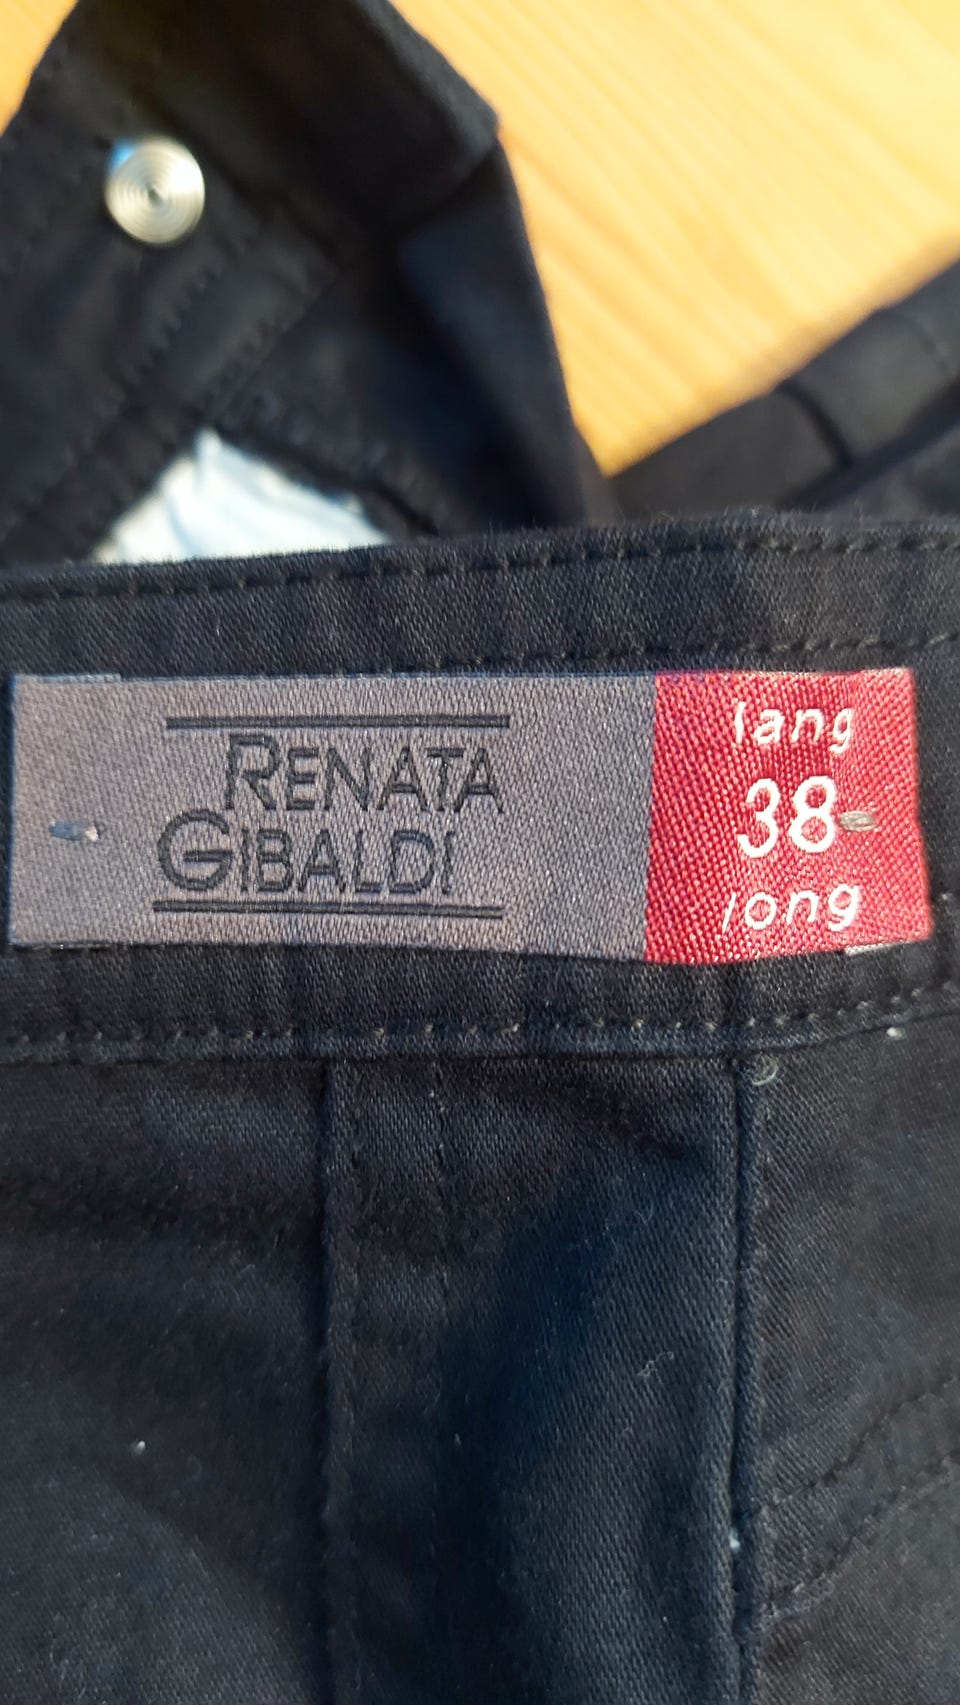 RENATA
GIBALDI
lang
38
long